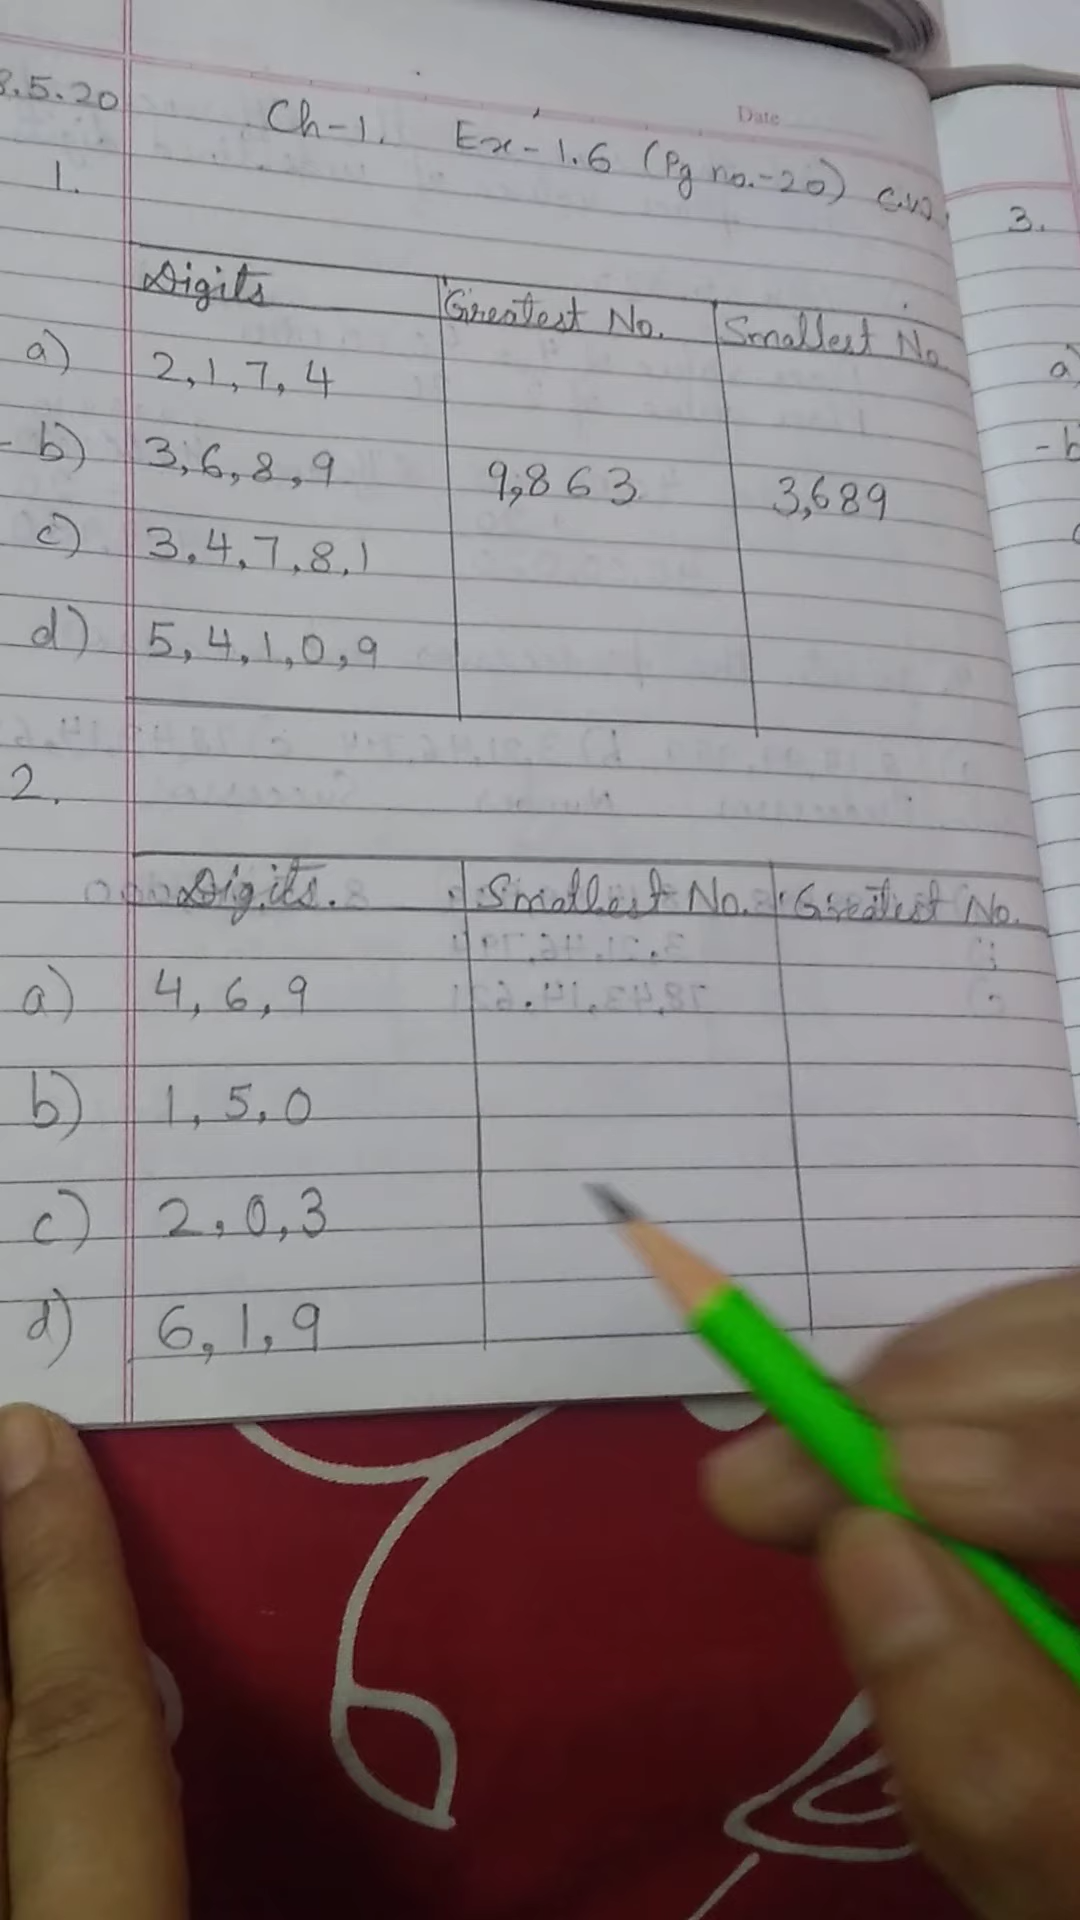 8.5.20
Date
Ch-1. Ex-1.6 (Pg no.-20) C.W.
1.
Digits Greatest No. Smallest No.
a) 2,1,7,4
b) 3,6,8,9 9,863 3,689
c) 3,4,7,8,1
d) 5,4,1,0,9
2.
Digits. Smallest No. Greatest No.
a) 4,6,9
b) 1,5,0
c) 2,0,3
d) 6,1,9
3.
a)
-b